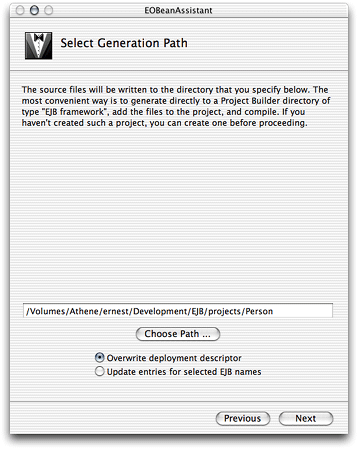 EOBeanAssistant
Select Generation Path
The source files will be written to the directory that you specify below. The
most convenient way is to generate directly to a Project Builder directory of
type "EJB framework", add the files to the project, and compile. If you
haven't created such a project, you can create one before proceeding.
/Volumes/Athene/ernest/Development/EJB/projects/Person
Choose Path ...
Overwrite deployment descriptor
Update entries for selected EJB names
Previous Next